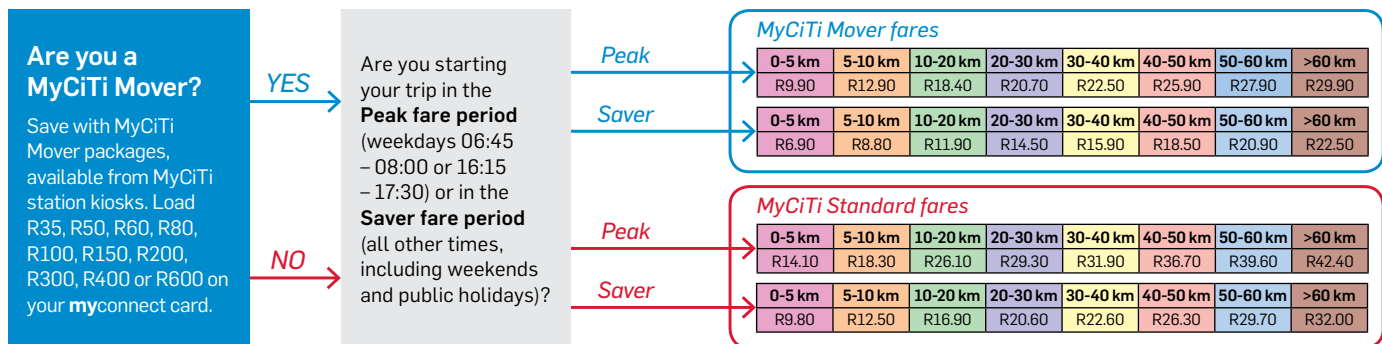 Are you a
MyCiTi Mover?
Save with MyCiTi
Mover packages,
available from MyCiTi
station kiosks. Load
R35, R50, R60, R80,
R100, R150, R200,
R300, R400 or R600 on
your myconnect card.
YES
NO
Are you starting
your trip in the
Peak fare period
(weekdays 06:45
– 08:00 or 16:15
– 17:30) or in the
Saver fare period
(all other times,
including weekends
and public holidays)?
Peak
Saver
Peak
Saver
MyCiTi Mover fares
0-5 km 5-10 km 10-20 km 20-30 km 30-40 km 40-50 km 50-60 km >60 km
R9.90 R12.90 R18.40 R20.70 R22.50 R25.90 R27.90 R29.90
0-5 km 5-10 km 10-20 km 20-30 km 30-40 km 40-50 km 50-60 km >60 km
R6.90 R8.80 R11.90 R14.50 R15.90 R18.50 R20.90 R22.50
MyCiTi Standard fares
0-5 km 5-10 km 10-20 km 20-30 km 30-40 km 40-50 km 50-60 km >60 km
R14.10 R18.30 R26.10 R29.30 R31.90 R36.70 R39.60 R42.40
0-5 km 5-10 km 10-20 km 20-30 km 30-40 km 40-50 km 50-60 km >60 km
R9.80 R12.50 R16.90 R20.60 R22.60 R26.30 R29.70 R32.00